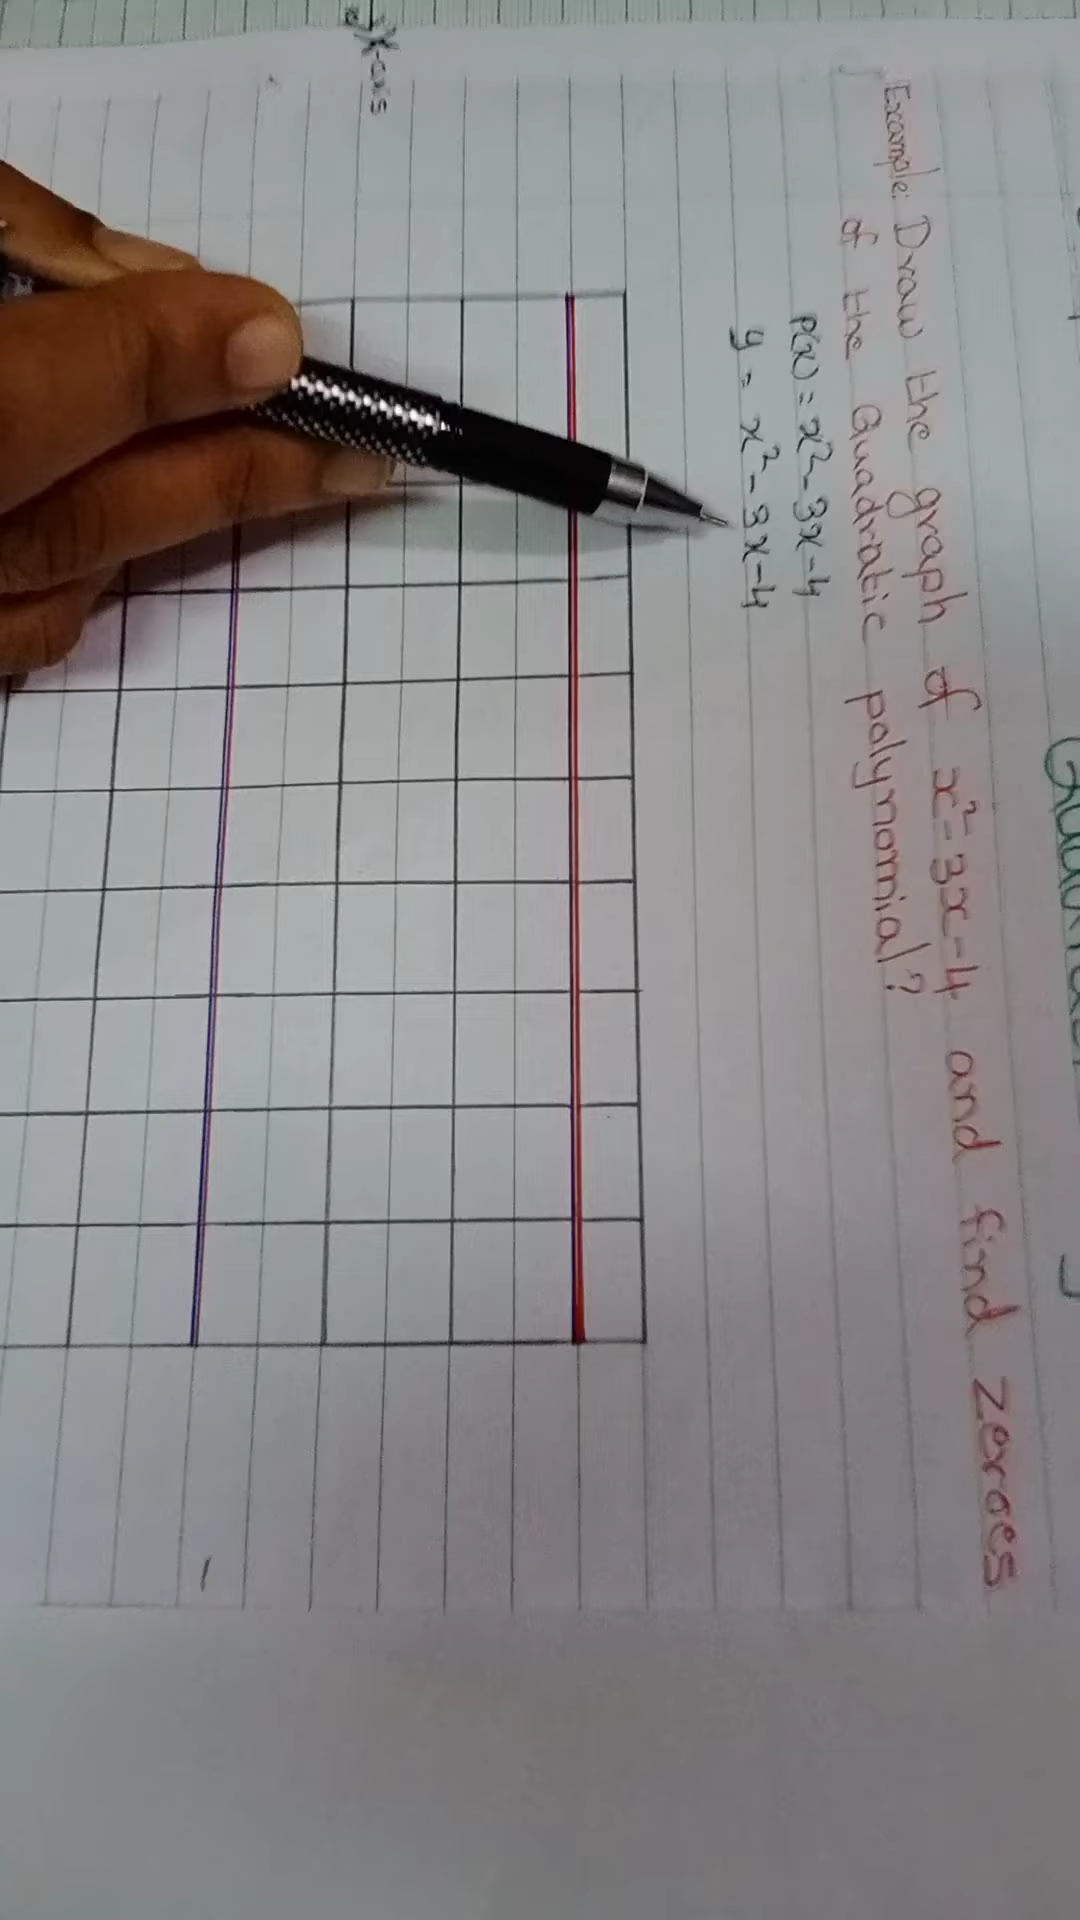 Example: Draw the graph of x²-3x-4 and find zeroes
of the Quadratic polynomial?
P(x) = x²-3x-4
y = x²-3x-4
X-axis